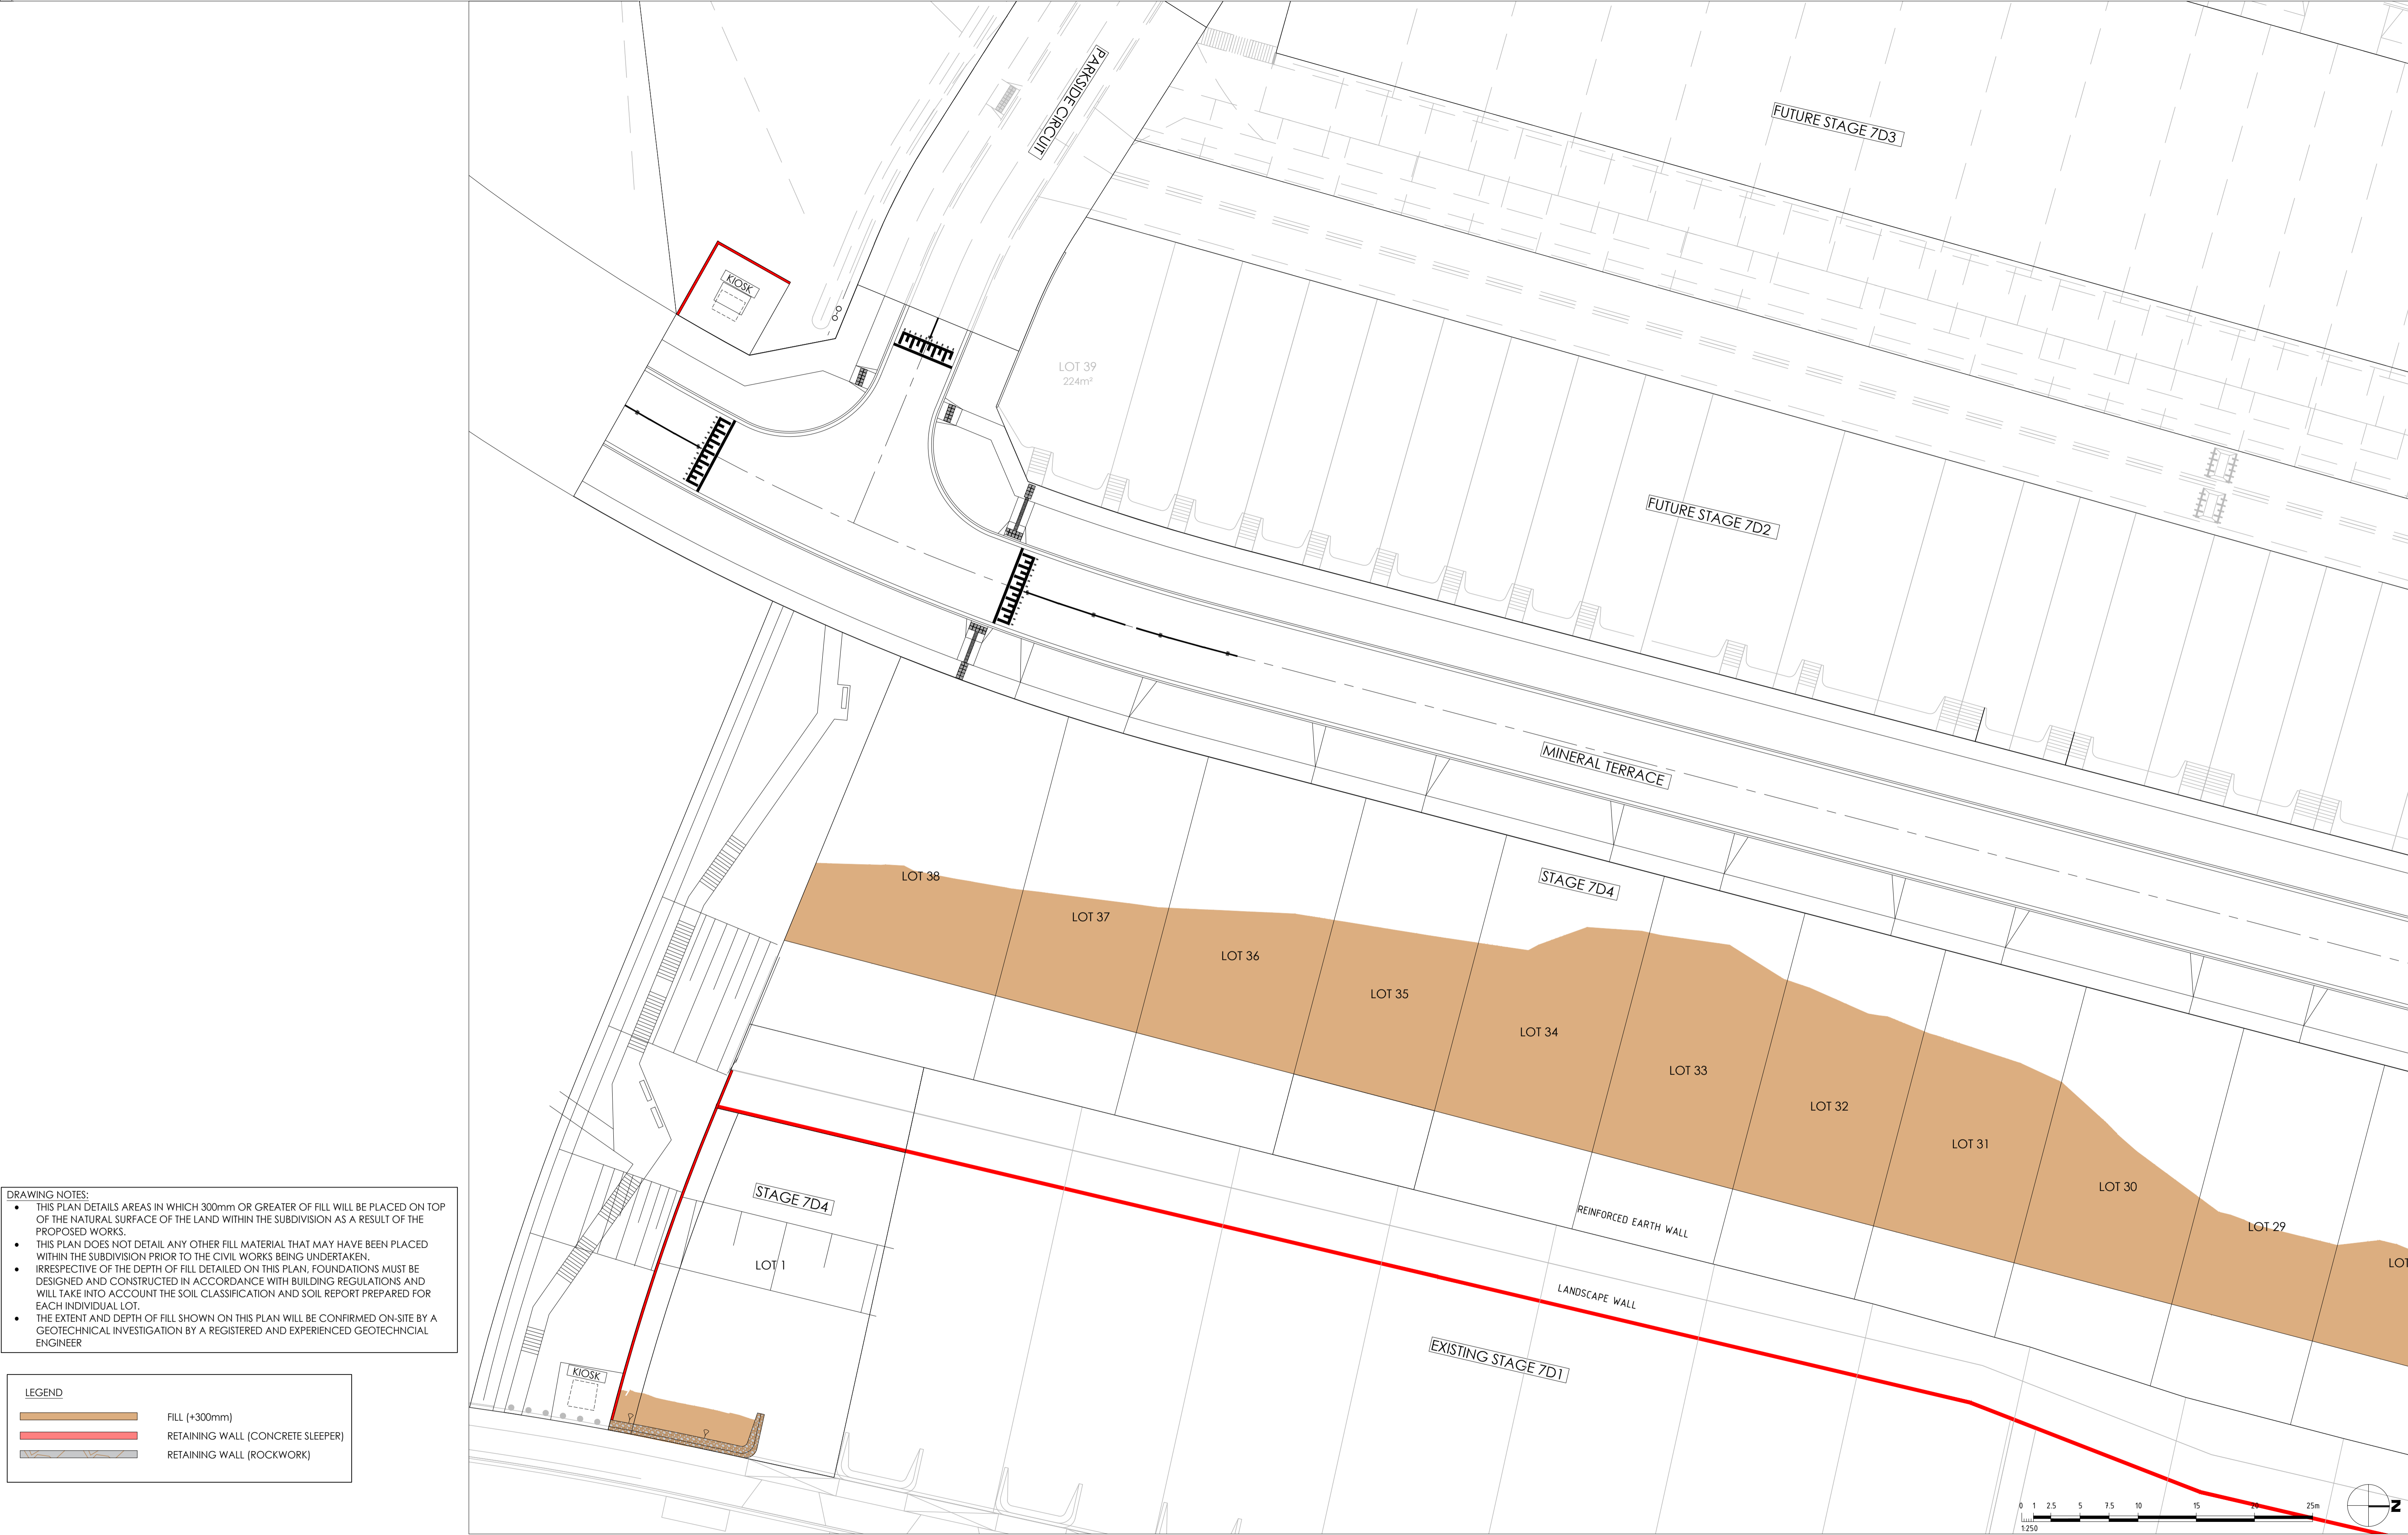 PARKSIDE CIRCUIT
FUTURE STAGE 7D3
KIOSK
LOT 39
224m²
FUTURE STAGE 7D2
MINERAL TERRACE
STAGE 7D4
LOT 38
LOT 37
LOT 36
LOT 35
LOT 34
LOT 33
LOT 32
LOT 31
LOT 30
LOT 29
LOT
REINFORCED EARTH WALL
LANDSCAPE WALL
STAGE 7D4
LOT 1
EXISTING STAGE 7D1
KIOSK
DRAWING NOTES:
• THIS PLAN DETAILS AREAS IN WHICH 300mm OR GREATER OF FILL WILL BE PLACED ON TOP
OF THE NATURAL SURFACE OF THE LAND WITHIN THE SUBDIVISION AS A RESULT OF THE
PROPOSED WORKS.
• THIS PLAN DOES NOT DETAIL ANY OTHER FILL MATERIAL THAT MAY HAVE BEEN PLACED
WITHIN THE SUBDIVISION PRIOR TO THE CIVIL WORKS BEING UNDERTAKEN.
• IRRESPECTIVE OF THE DEPTH OF FILL DETAILED ON THIS PLAN, FOUNDATIONS MUST BE
DESIGNED AND CONSTRUCTED IN ACCORDANCE WITH BUILDING REGULATIONS AND
WILL TAKE INTO ACCOUNT THE SOIL CLASSIFICATION AND SOIL REPORT PREPARED FOR
EACH INDIVIDUAL LOT.
• THE EXTENT AND DEPTH OF FILL SHOWN ON THIS PLAN WILL BE CONFIRMED ON-SITE BY A
GEOTECHNICAL INVESTIGATION BY A REGISTERED AND EXPERIENCED GEOTECHNCIAL
ENGINEER
LEGEND
FILL (+300mm)
RETAINING WALL (CONCRETE SLEEPER)
RETAINING WALL (ROCKWORK)
0 1 2.5 5 7.5 10 15 20 25m
1:250
N